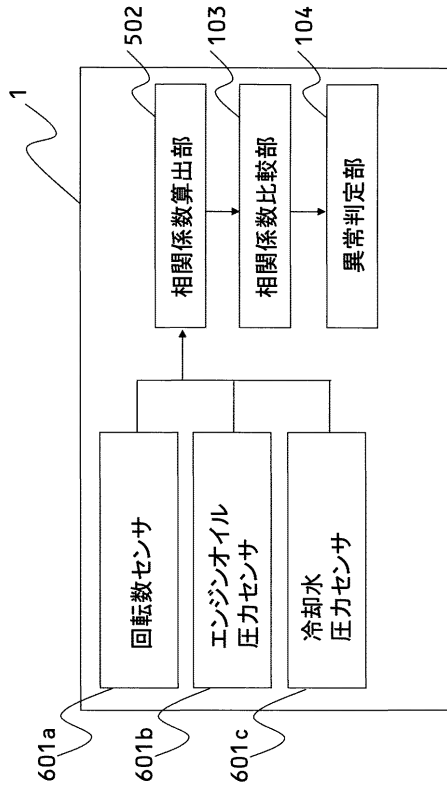 1
601a
回転数センサ
601b
エンジンオイル
圧力センサ
601c
冷却水
圧力センサ
502
相関係数算出部
103
相関係数比較部
104
異常判定部